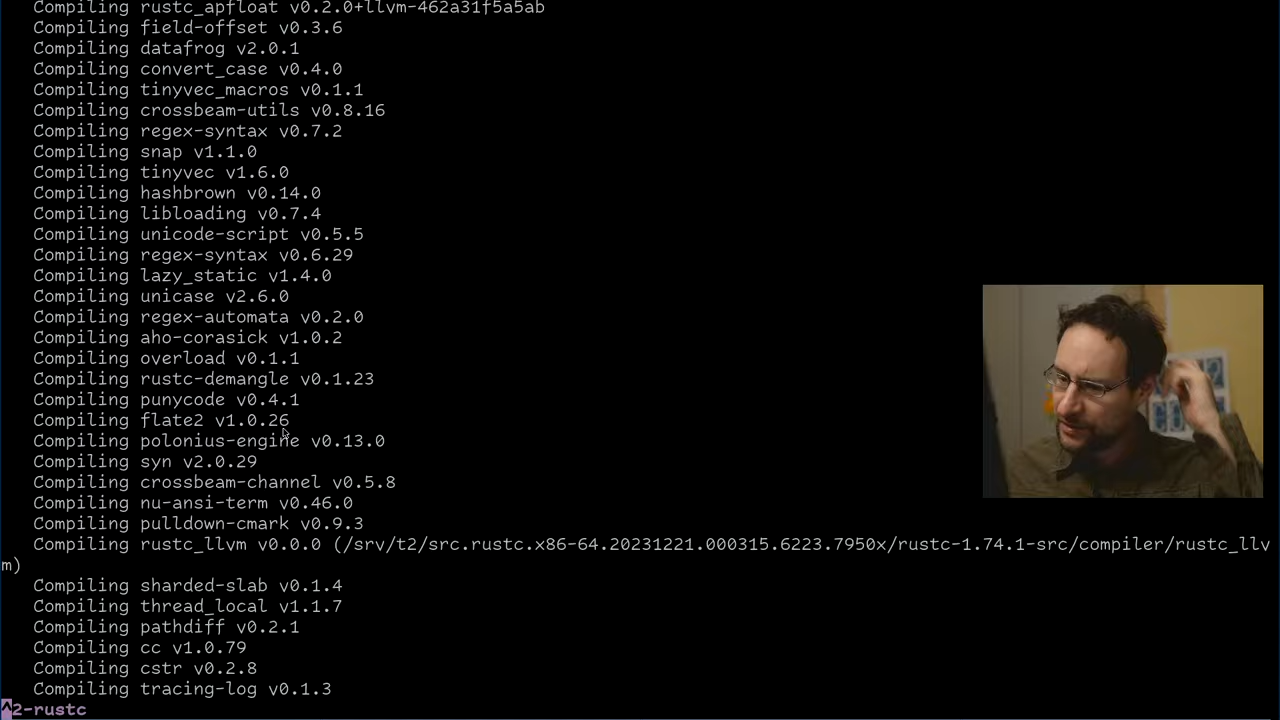 Compiling rustc_apfloat v0.2.0+llvm-462a31f5a5ab
Compiling field-offset v0.3.6
Compiling datafrog v2.0.1
Compiling convert_case v0.4.0
Compiling tinyvec_macros v0.1.1
Compiling crossbeam-utils v0.8.16
Compiling regex-syntax v0.7.2
Compiling snap v1.1.0
Compiling tinyvec v1.6.0
Compiling hashbrown v0.14.0
Compiling libloading v0.7.4
Compiling unicode-script v0.5.5
Compiling regex-syntax v0.6.29
Compiling lazy_static v1.4.0
Compiling unicase v2.6.0
Compiling regex-automata v0.2.0
Compiling aho-corasick v1.0.2
Compiling overload v0.1.1
Compiling rustc-demangle v0.1.23
Compiling punycode v0.4.1
Compiling flate2 v1.0.26
Compiling polonius-engine v0.13.0
Compiling syn v2.0.29
Compiling crossbeam-channel v0.5.8
Compiling nu-ansi-term v0.46.0
Compiling pulldown-cmark v0.9.3
Compiling rustc_llvm v0.0.0 (/srv/t2/src.rustc.x86-64.20231221.000315.6223.7950x/rustc-1.74.1-src/compiler/rustc_llv
m)
Compiling sharded-slab v0.1.4
Compiling thread_local v1.1.7
Compiling pathdiff v0.2.1
Compiling cc v1.0.79
Compiling cstr v0.2.8
Compiling tracing-log v0.1.3
^2-rustc